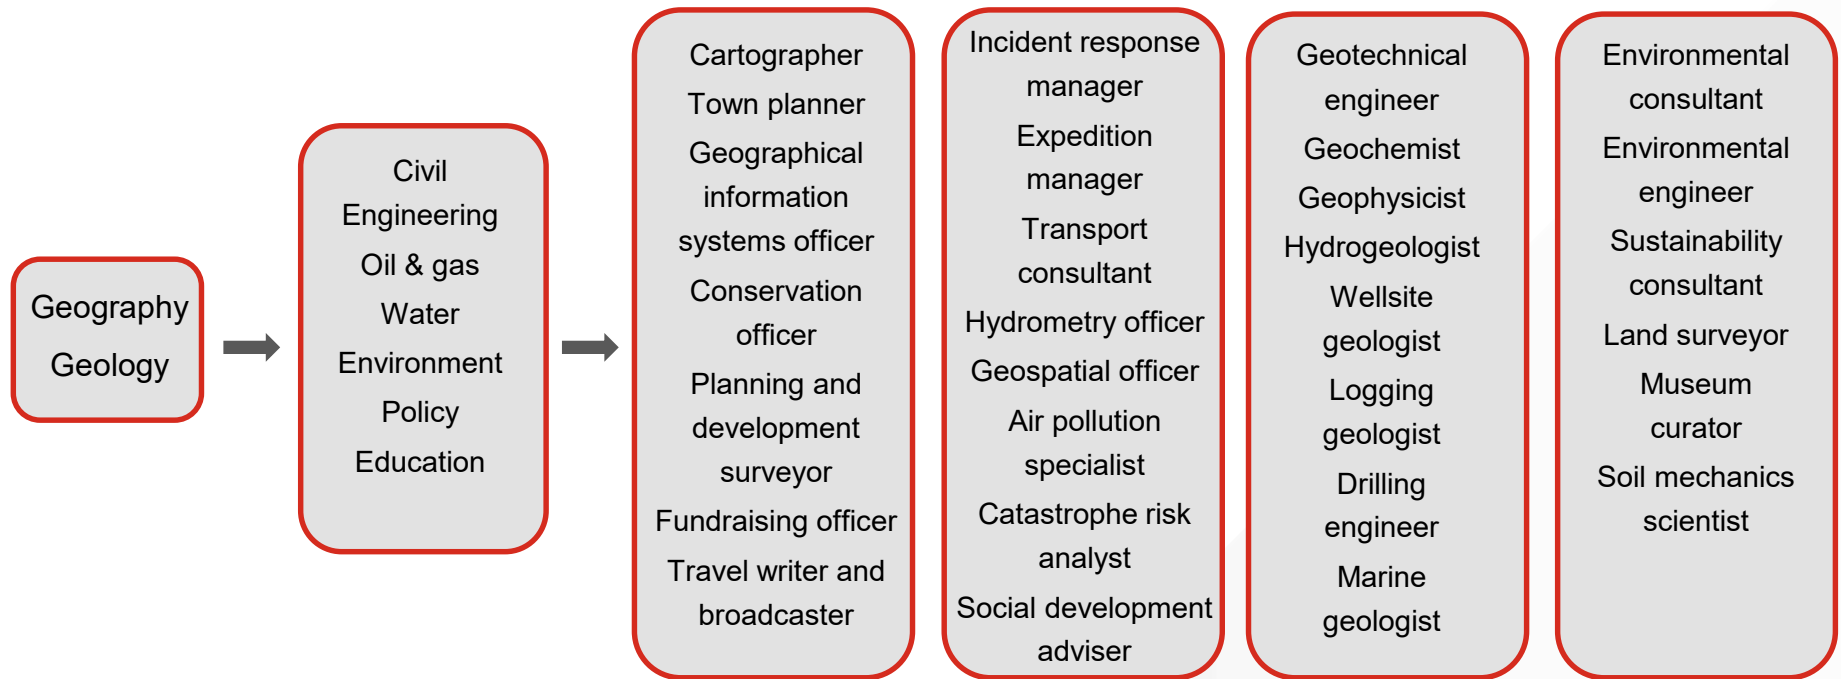 Geography
Geology
Civil
Engineering
Oil & gas
Water
Environment
Policy
Education
Cartographer
Town planner
Geographical
information
systems officer
Conservation
officer
Planning and
development
surveyor
Fundraising officer
Travel writer and
broadcaster
Incident response
manager
Expedition
manager
Transport
consultant
Hydrometry officer
Geospatial officer
Air pollution
specialist
Catastrophe risk
analyst
Social development
adviser
Geotechnical
engineer
Geochemist
Geophysicist
Hydrogeologist
Wellsite
geologist
Logging
geologist
Drilling
engineer
Marine
geologist
Environmental
consultant
Environmental
engineer
Sustainability
consultant
Land surveyor
Museum
curator
Soil mechanics
scientist